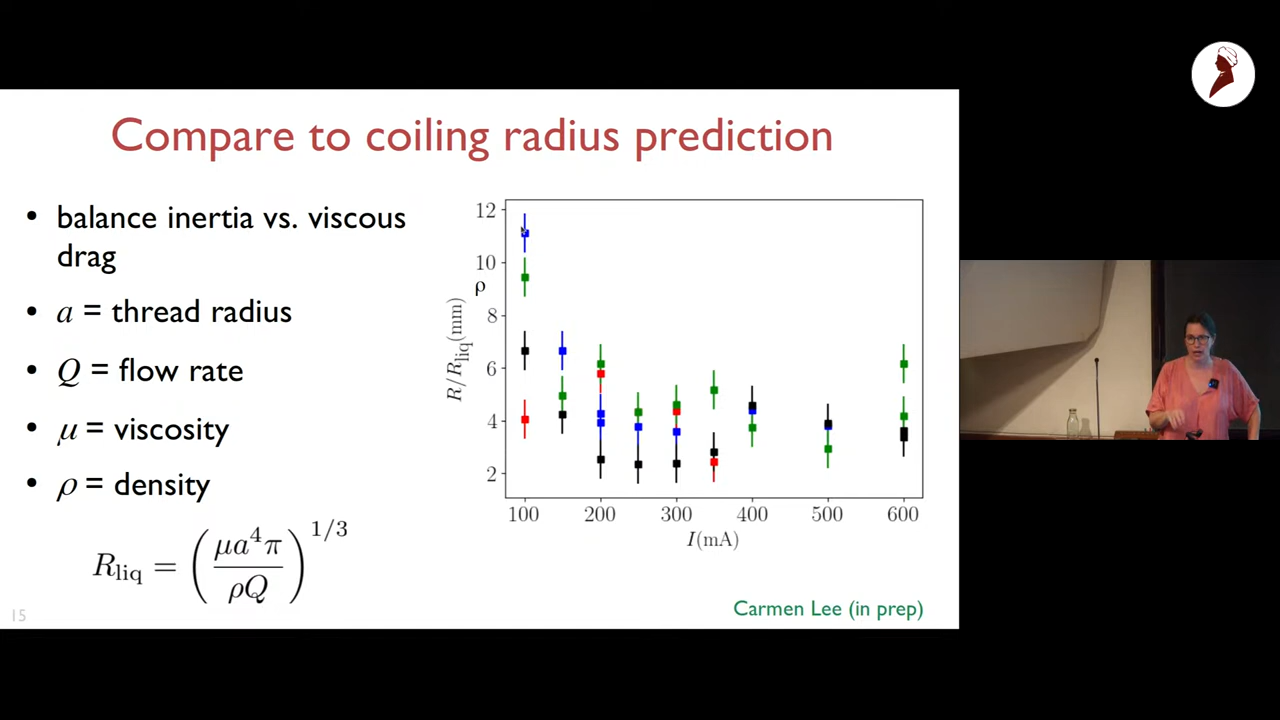 Compare to coiling radius prediction
• balance inertia vs. viscous
drag
• a = thread radius
• Q = flow rate
• μ = viscosity
• ρ = density
R_liq = (μa⁴π / ρQ)^1/3
12
10
8
6
4
2
ρ
R/R_liq(mm)
100 200 300 400 500 600
I(mA)
Carmen Lee (in prep)
15